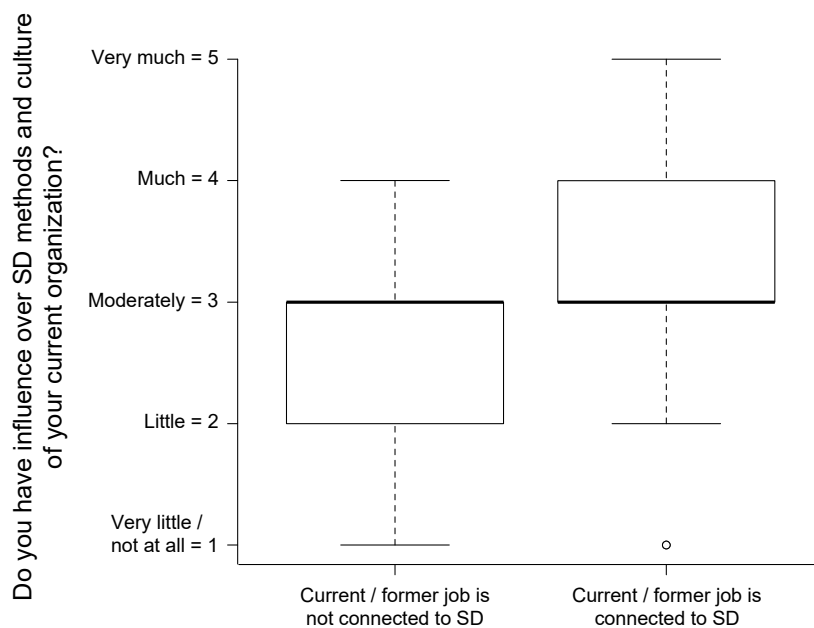 Do you have influence over SD methods and culture
of your current organization?
Very much = 5
Much = 4
Moderately = 3
Little = 2
Very little /
not at all = 1
Current / former job is
not connected to SD
Current / former job is
connected to SD